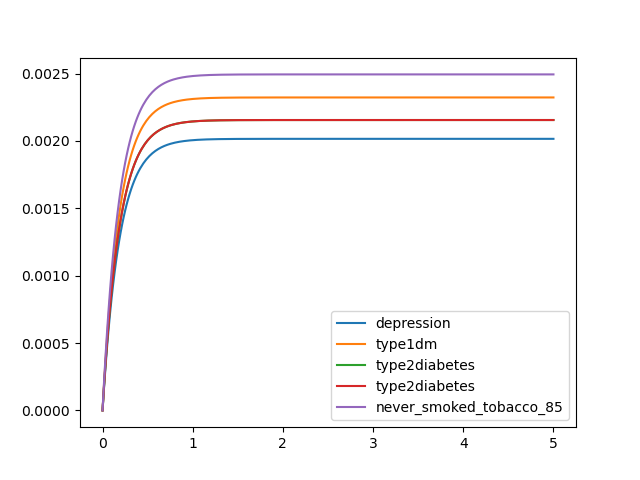 0.0025
0.0020
0.0015
0.0010
0.0005
0.0000
depression
type1dm
type2diabetes
type2diabetes
never_smoked_tobacco_85
0 1 2 3 4 5